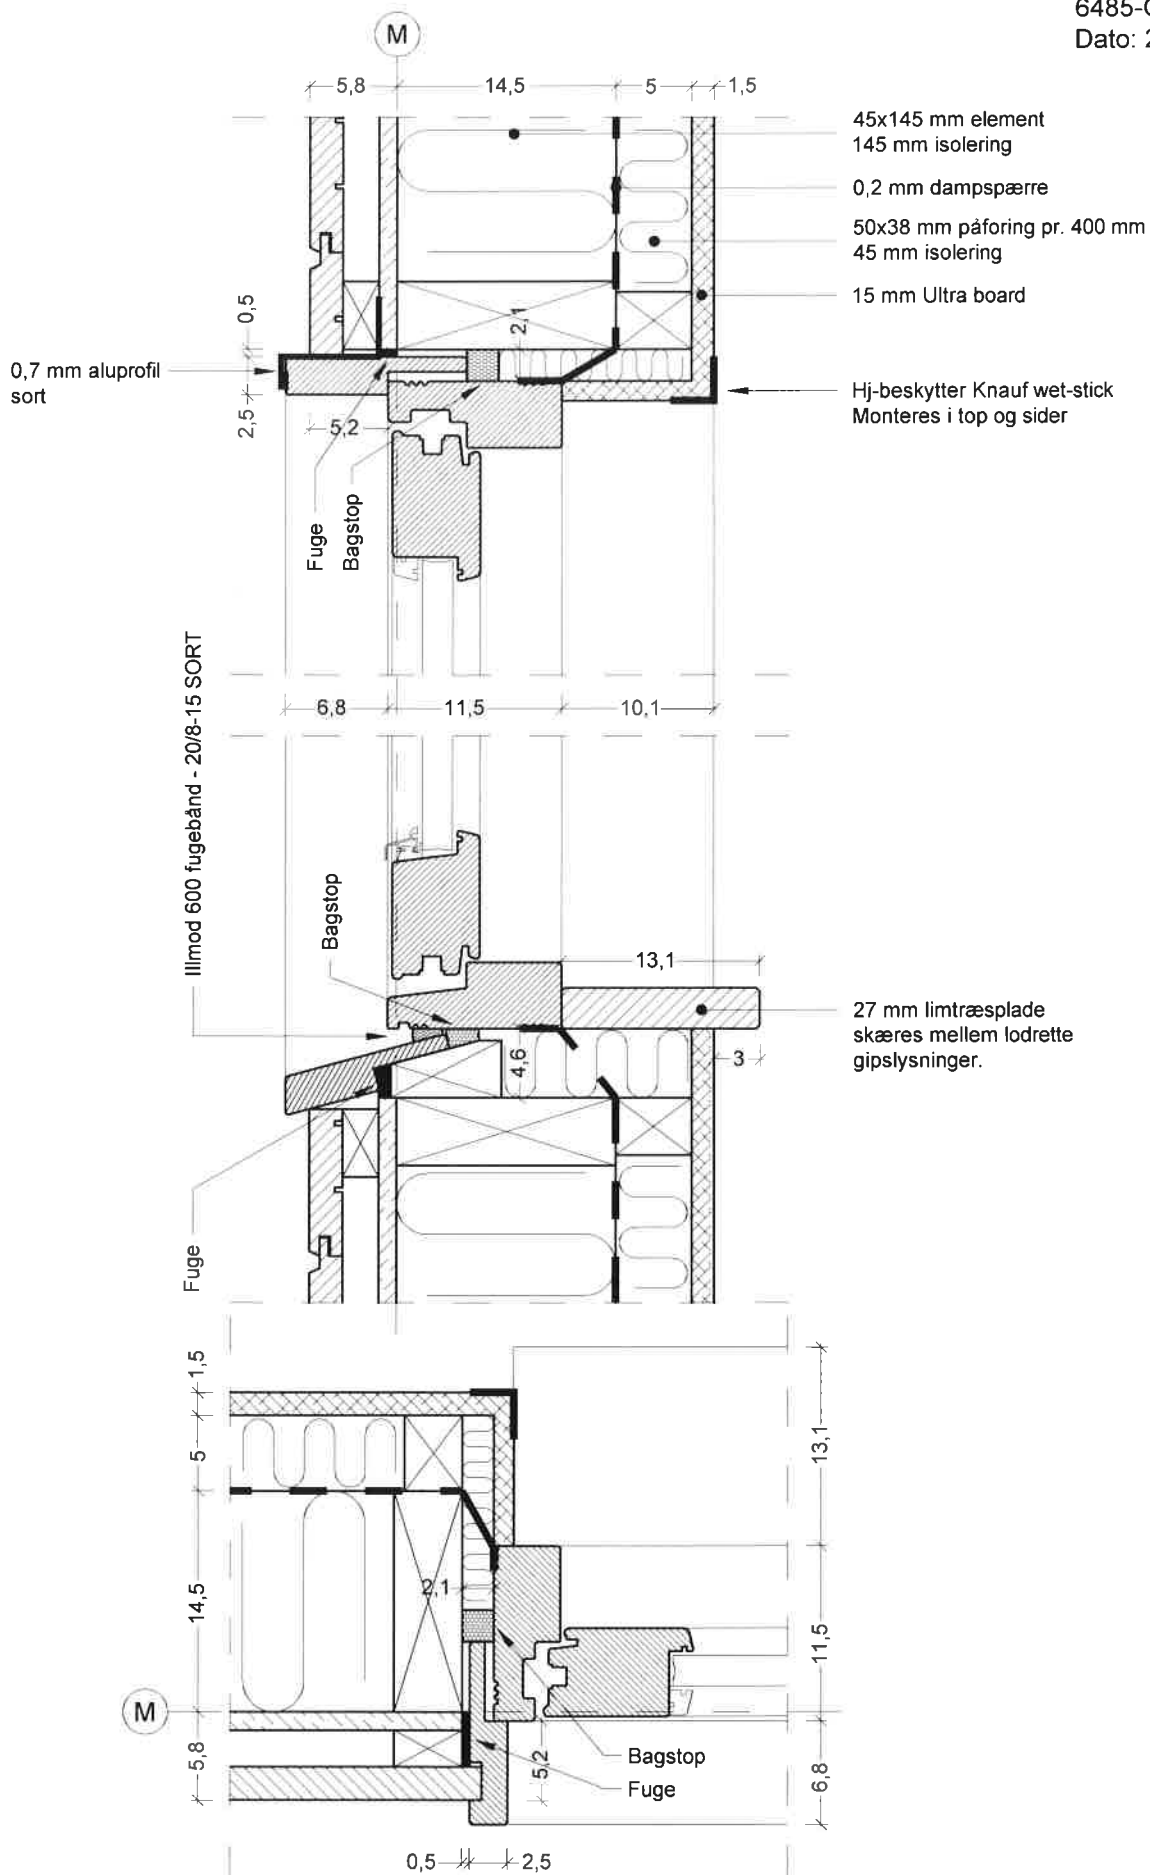 6485-
Dato: 2
M
5,8
14,5
5
1,5
45x145 mm element
145 mm isolering
0,2 mm dampspærre
50x38 mm påforing pr. 400 mm
45 mm isolering
15 mm Ultra board
0,5
2,1
0,7 mm aluprofil
sort
2,5
5,2
Hj-beskytter Knauf wet-stick
Monteres i top og sider
Fuge
Bagstop
Illmod 600 fugebånd - 20/8-15 SORT
6,8
11,5
10,1
Bagstop
13,1
27 mm limtræsplade
skæres mellem lodrette
gipslysninger.
4,6
3
Fuge
1,5
5
14,5
5,8
13,1
11,5
6,8
2,1
M
5,2
Bagstop
Fuge
0,5
2,5